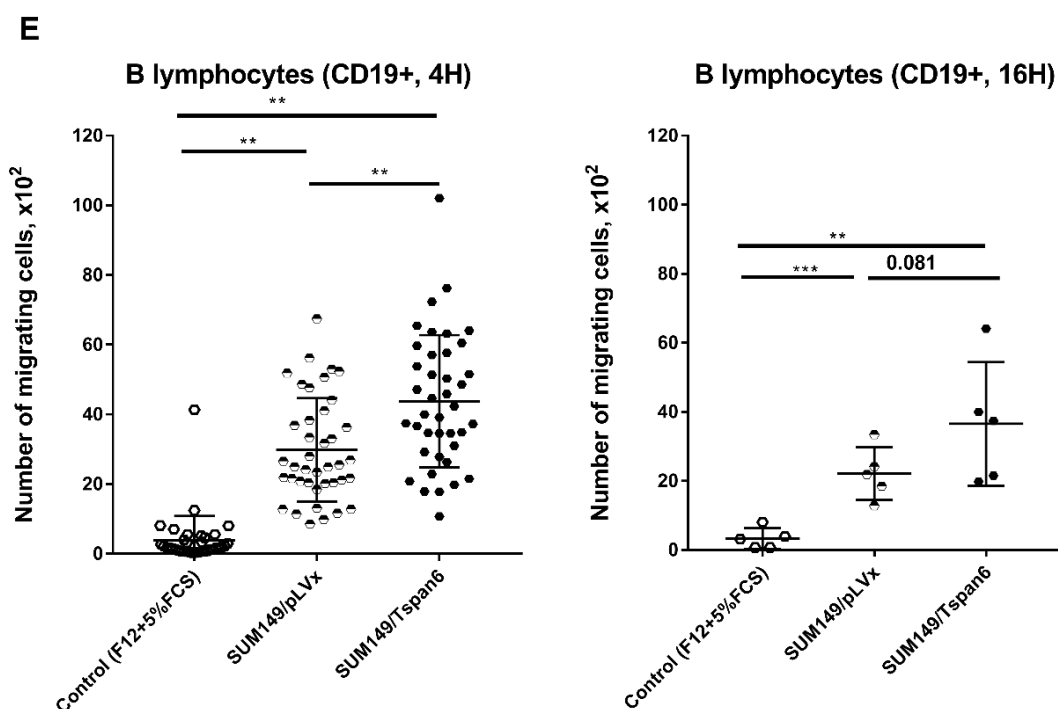 E
B lymphocytes (CD19+, 4H)
**
**
**
Number of migrating cells, x10²
120
100
80
60
40
20
0
Control (F12+5%FCS)
SUM149/pLVx
SUM149/Tspan6
B lymphocytes (CD19+, 16H)
**
***
0.081
Number of migrating cells, x10²
120
100
80
60
40
20
0
Control (F12+5%FCS)
SUM149/pLVx
SUM149/Tspan6